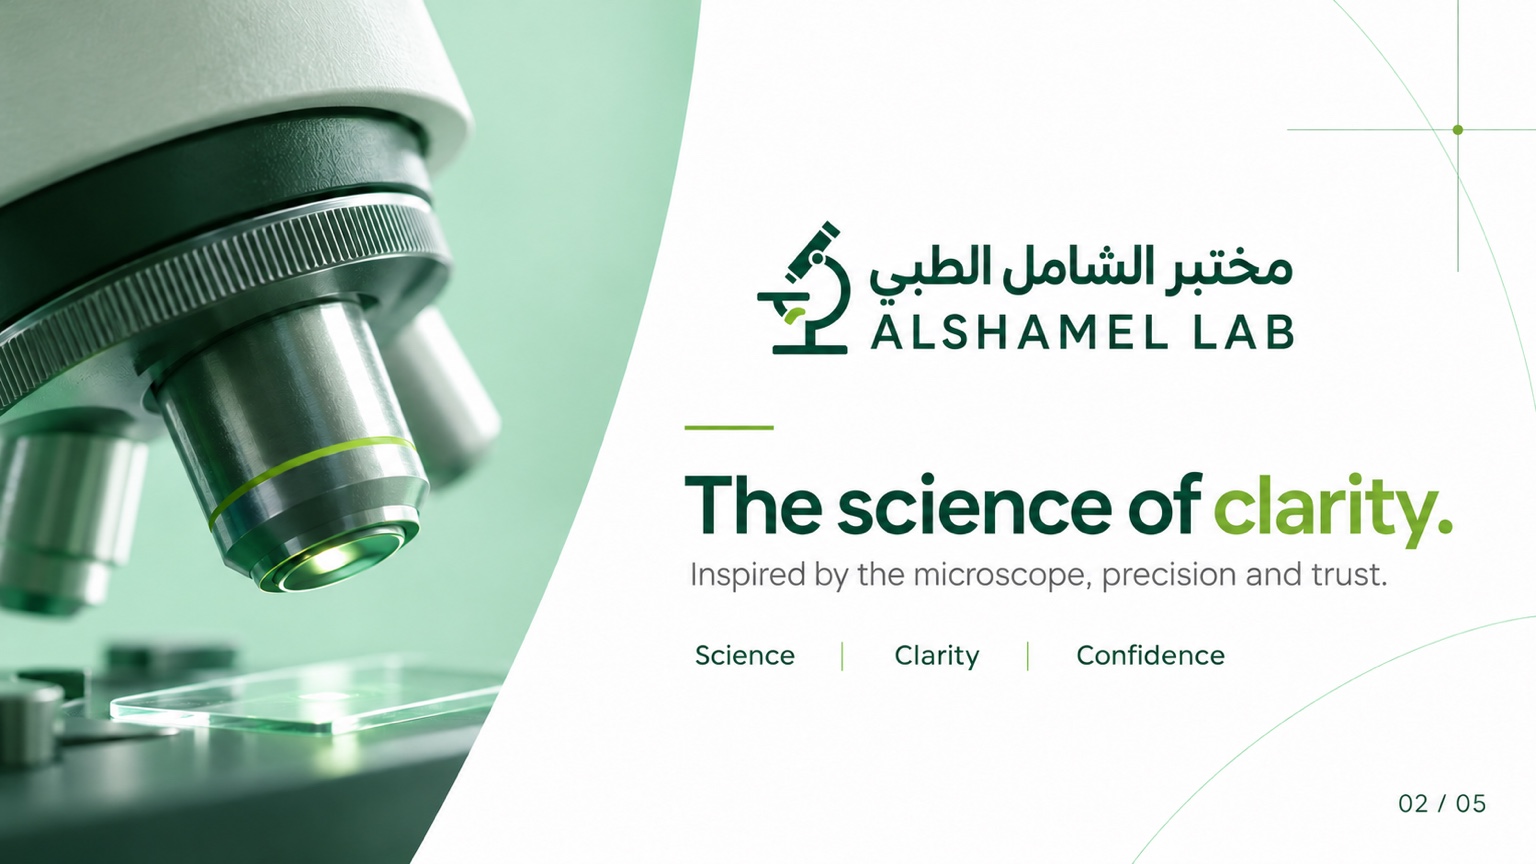 مختبر الشامل الطبي
ALSHAMEL LAB
The science of clarity.
Inspired by the microscope, precision and trust.
Science | Clarity | Confidence
02 / 05